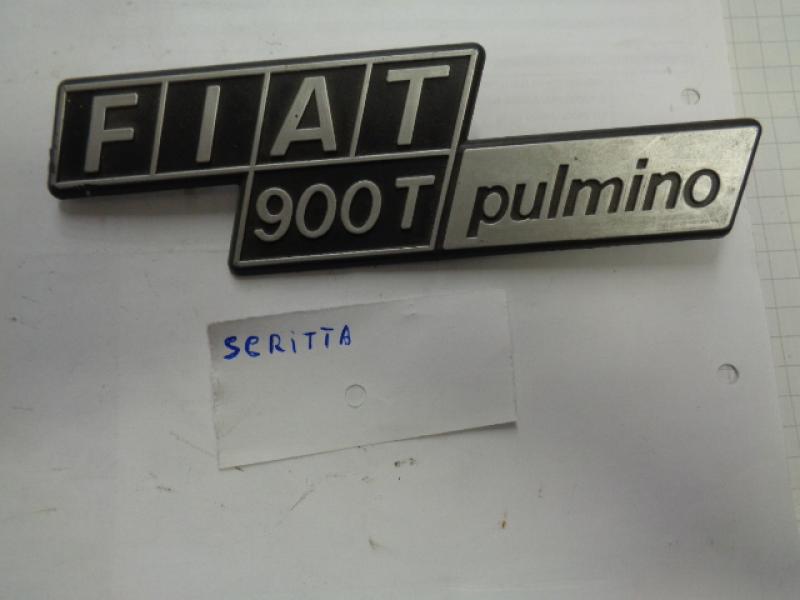 FIAT
900T pulmino
SCRITTA